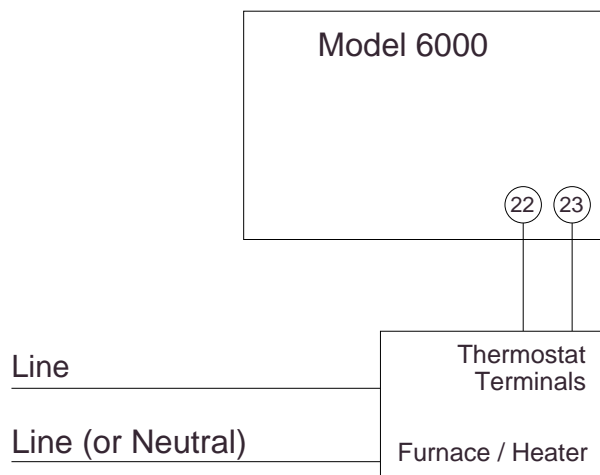 Model 6000
22 23
Line
Thermostat
Terminals
Line (or Neutral)
Furnace / Heater